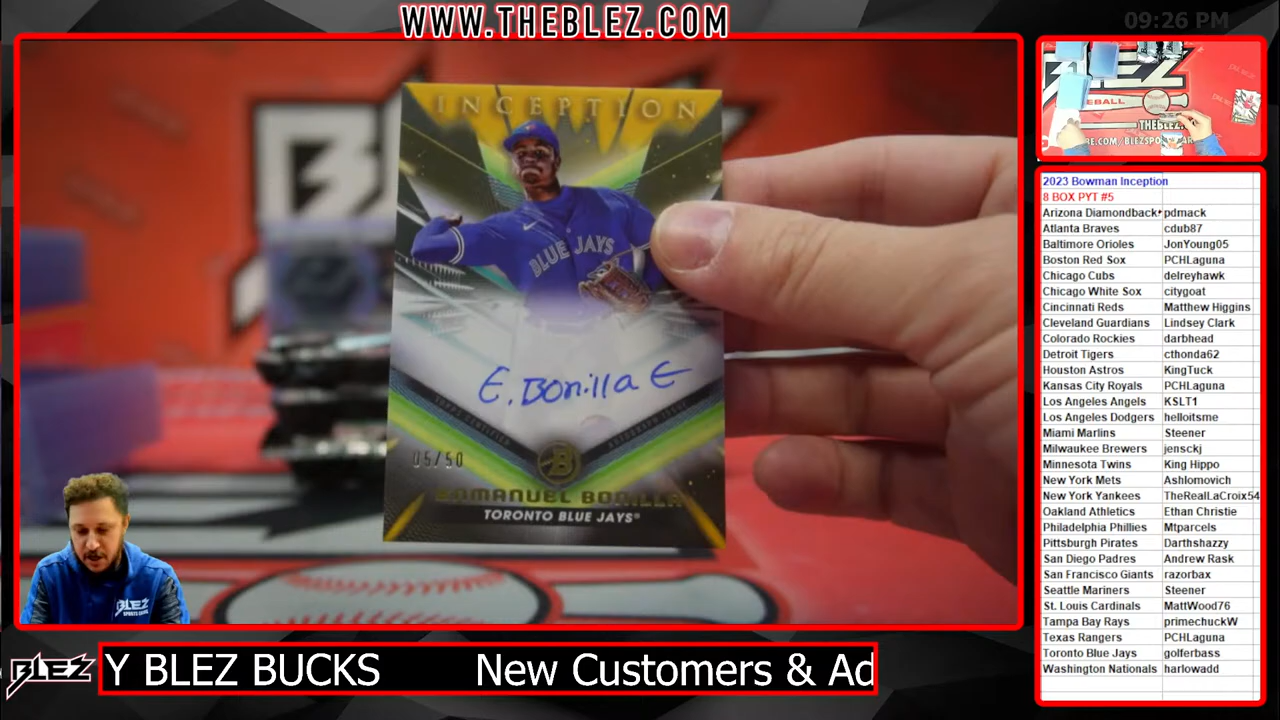 WWW.THEBLEZ.COM
09:26 PM
INCEPTION
BLUE JAYS
E. Bonilla E
05/50
B
EMMANUEL BONILLA
TORONTO BLUE JAYS
BLEZ
SPORTS CARDS
BLEZ
Y BLEZ BUCKS New Customers & Ad
EBALL
THEBLEZ.
2023 Bowman Inception
8 BOX PYT #5
Arizona Diamondback pdmack
Atlanta Braves cdub87
Baltimore Orioles JonYoung05
Boston Red Sox PCHLaguna
Chicago Cubs delreyhawk
Chicago White Sox citygoat
Cincinnati Reds Matthew Higgins
Cleveland Guardians Lindsey Clark
Colorado Rockies darbhead
Detroit Tigers cthonda62
Houston Astros KingTuck
Kansas City Royals PCHLaguna
Los Angeles Angels KSLT1
Los Angeles Dodgers helloitsme
Miami Marlins Steener
Milwaukee Brewers jensckj
Minnesota Twins King Hippo
New York Mets Ashlomovich
New York Yankees TheRealLaCroix54
Oakland Athletics Ethan Christie
Philadelphia Phillies Mtparcels
Pittsburgh Pirates Darthshazzy
San Diego Padres Andrew Rask
San Francisco Giants razorbax
Seattle Mariners Steener
St. Louis Cardinals MattWood76
Tampa Bay Rays primechuckW
Texas Rangers PCHLaguna
Toronto Blue Jays golferbass
Washington Nationals harlowadd